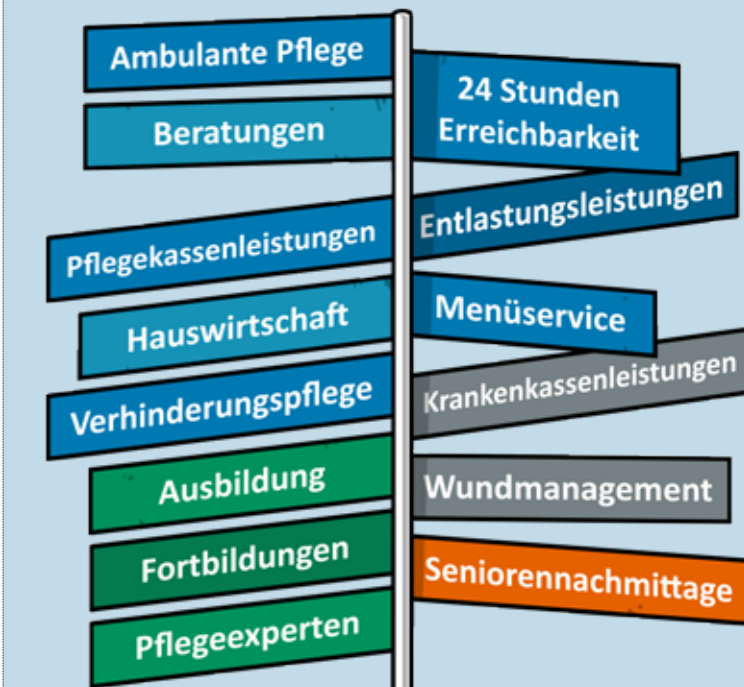 Ambulante Pflege
Beratungen
Pflegekassenleistungen
Hauswirtschaft
Verhinderungspflege
Ausbildung
Fortbildungen
Pflegeexperten
24 Stunden
Erreichbarkeit
Entlastungsleistungen
Menüservice
Krankenkassenleistungen
Wundmanagement
Seniorennachmittage